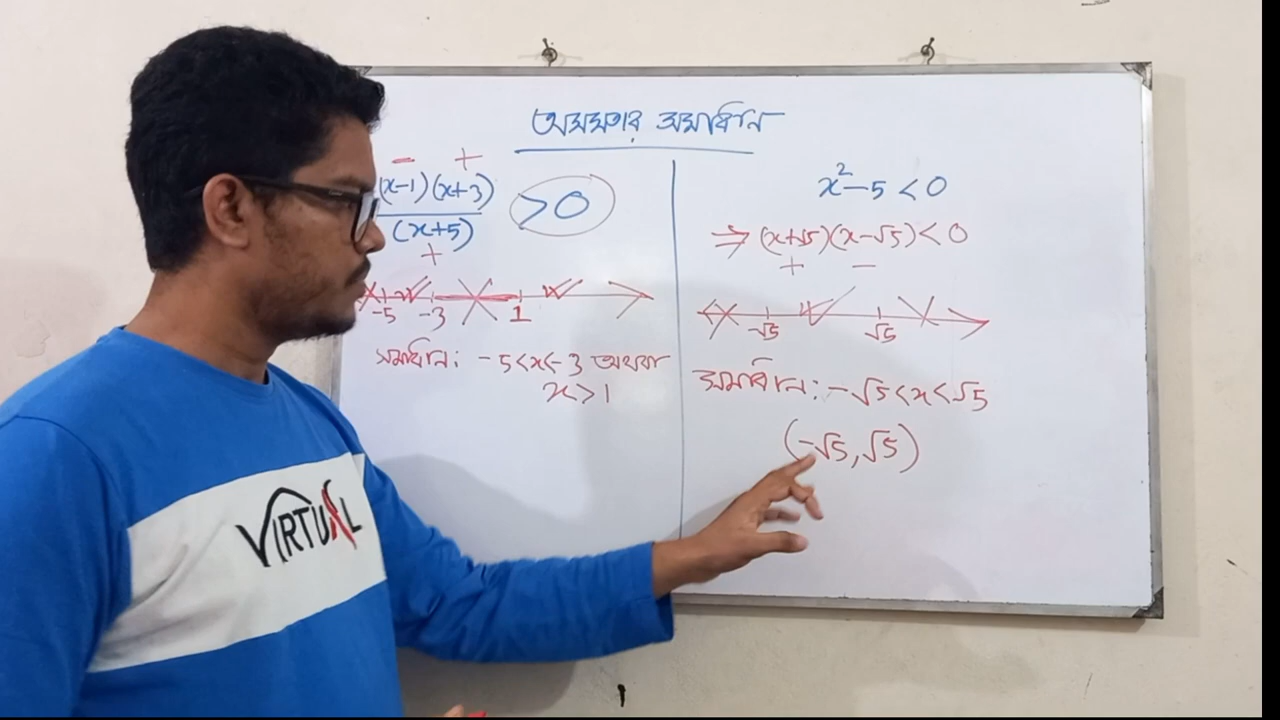 অসমতার সমাধান
- +
(x-1)(x+3)
(x+5)
>0
+
-5 -3 1
সমাধান: -5<x<-3 অথবা
x>1
x²-5<0
⇒(x+√5)(x-√5)<0
+ -
-√5 √5
সমাধান: -√5<x<√5
(-√5,√5)
VIRTUAL